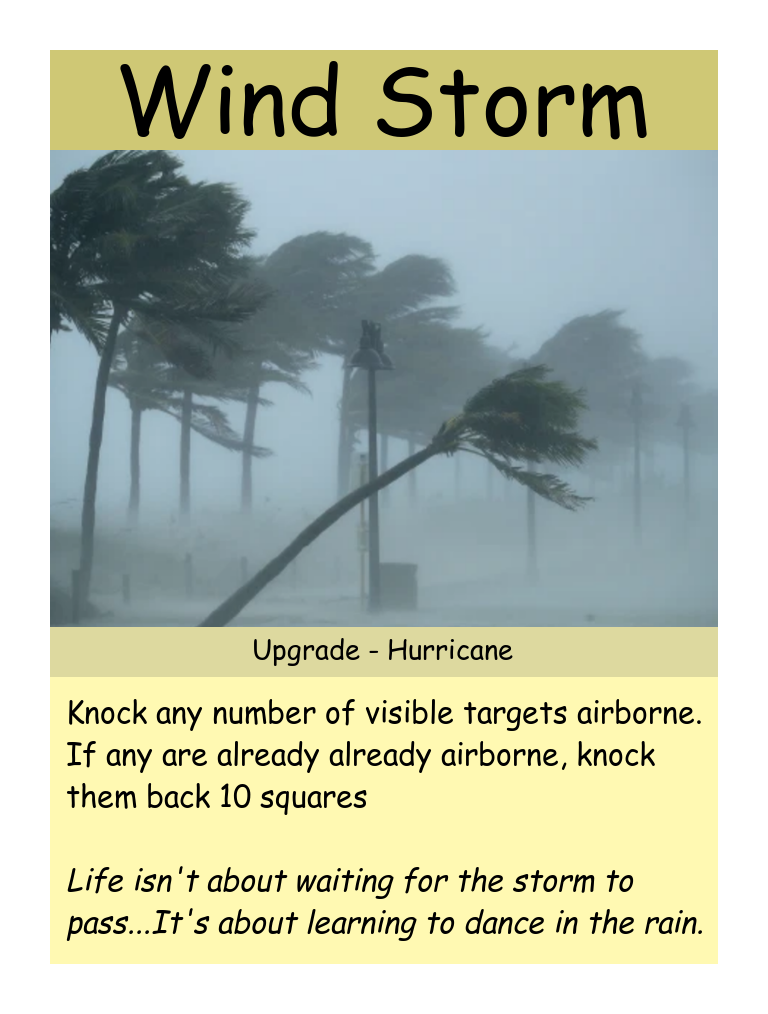 Wind Storm
Upgrade - Hurricane
Knock any number of visible targets airborne.
If any are already already airborne, knock
them back 10 squares
Life isn't about waiting for the storm to
pass...It's about learning to dance in the rain.